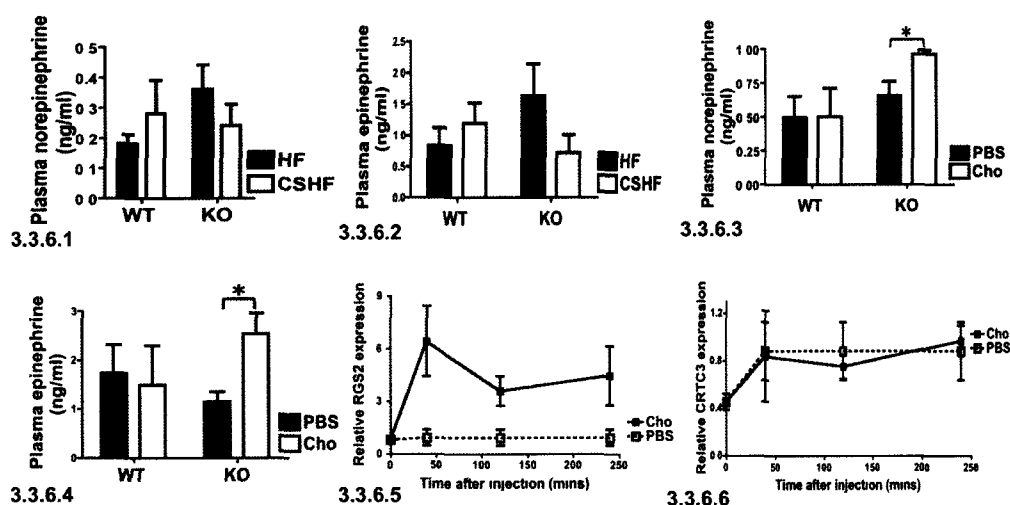 Plasma norepinephrine
(ng/ml)
0 5
0.4
0.3
0 2
0.1
0 0
WT KO
HF
CSHF
3.3.6.1
Plasma epinephrine
(ng/ml)
2.5
2.0
1.5
1.0
0.5
0.0
WT KO
HF
CSHF
3.3.6.2
Plasma norepinephrine
(ng/ml)
1 00
0.75
0.50
0.25
0 00
*
WT KO
PBS
Cho
3.3.6.3
Plasma epinephrine
(ng/ml)
3
2
1
0
*
WT KO
PBS
Cho
3.3.6.4
Relative RGS2 expression
9
6
3
0
0 50 100 150 200 250
Time after injection (mins)
Cho
PBS
3.3.6.5
Relative CRTC3 expression
1.2
0.8
0.4
0.0
0 50 100 150 200 250
Time after injection (mins)
Cho
PBS
3.3.6.6